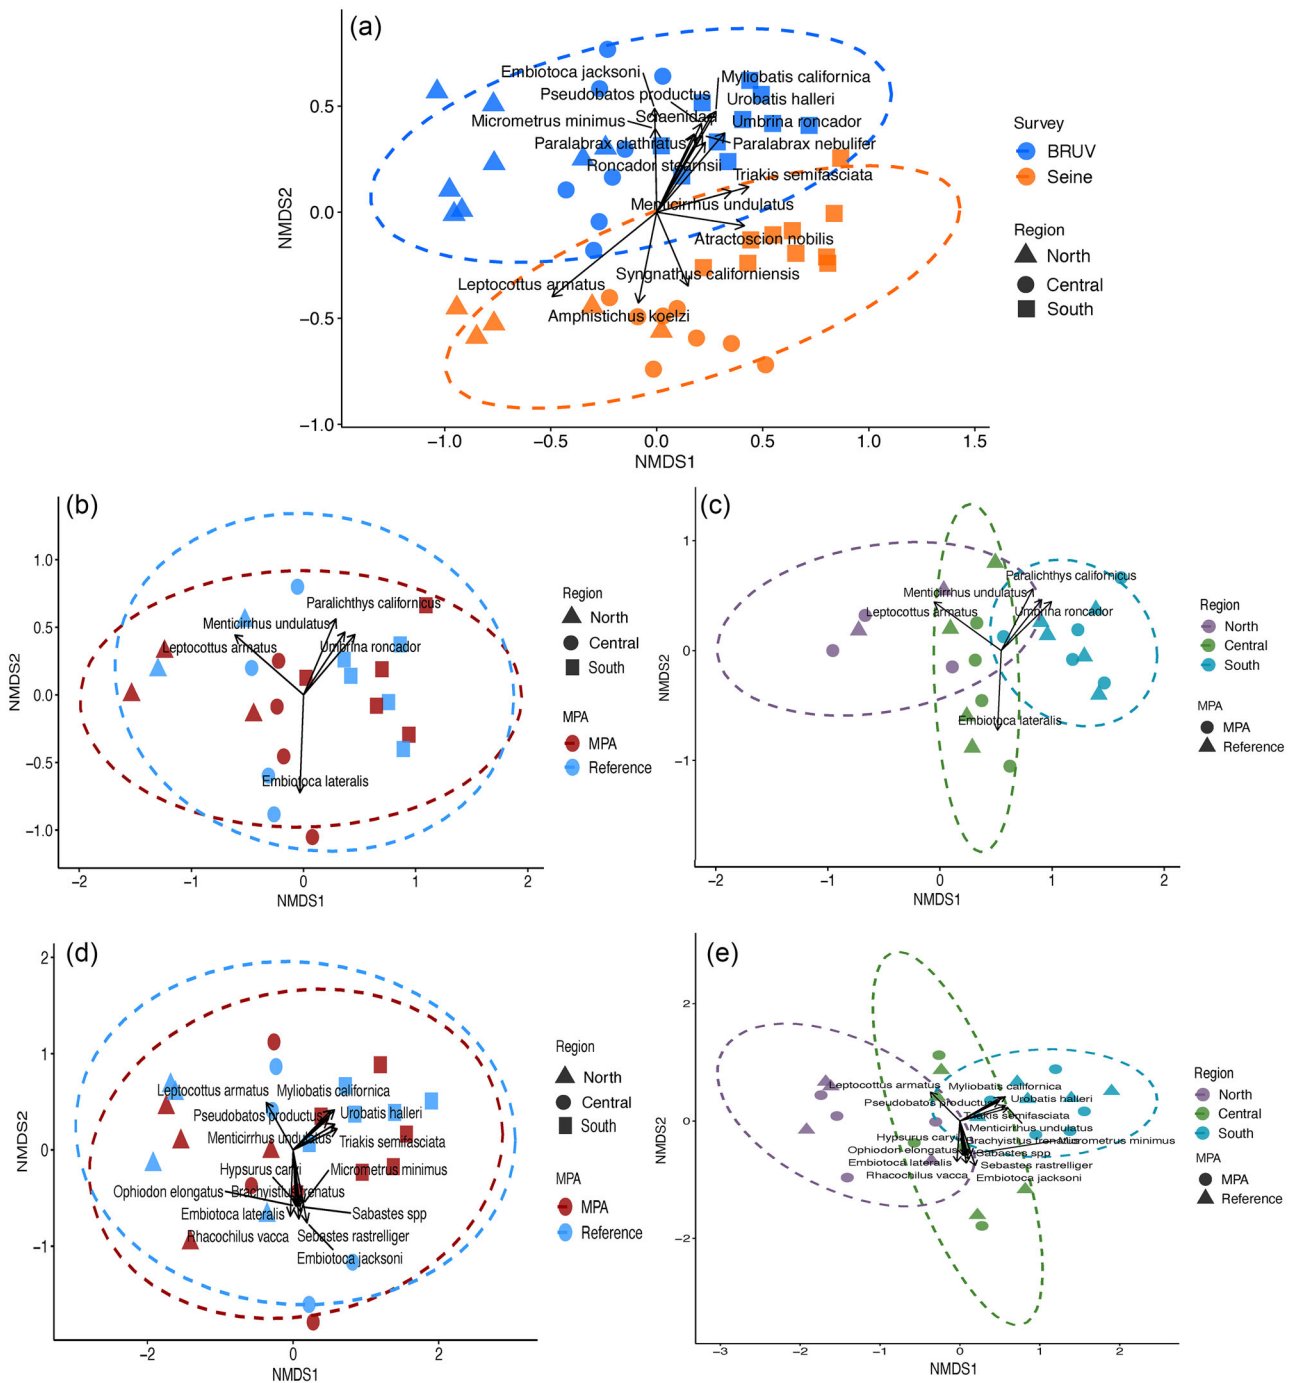 (a)
Embiotoca jacksoni
Myliobatis californica
Pseudobatos productus
Urobatis halleri
0.5
Micrometrus minimus
Sciaenidae
Umbrina roncador
Paralabrax clathratus
Paralabrax nebulifer
Roncador stearnsii
Triakis semifasciata
Menticirrhus undulatus
0.0
NMDS2
Atractoscion nobilis
Leptocottus armatus
Syngnathus californiensis
−0.5
Amphistichus koelzi
−1.0
−1.0
−0.5
0.0
0.5
1.0
1.5
NMDS1
Survey
BRUV
Seine
Region
North
Central
South
(b)
1.0
0.5
0.0
−0.5
−1.0
NMDS2
Paralichthys californicus
Menticirrhus undulatus
Leptocottus armatus
Umbrina roncador
Embiotoca lateralis
−2
−1
0
1
2
NMDS1
Region
North
Central
South
MPA
MPA
Reference
(c)
1
0
−1
NMDS2
Paralichthys californicus
Menticirrhus undulatus
Leptocottus armatus
Umbrina roncador
Embiotoca lateralis
−2
−1
0
1
2
NMDS1
Region
North
Central
South
MPA
MPA
Reference
(d)
2
1
0
−1
NMDS2
Leptocottus armatus
Myliobatis californica
Pseudobatos productus
Urobatis halleri
Menticirrhus undulatus
Triakis semifasciata
Hypsurus caryi
Micrometrus minimus
Ophiodon elongatus
Brachyistius frenatus
Embiotoca lateralis
Sabastes spp
Rhacochilus vacca
Sebastes rastrelliger
Embiotoca jacksoni
−2
0
2
NMDS1
Region
North
Central
South
MPA
MPA
Reference
(e)
2
0
−2
NMDS2
Leptocottus armatus
Myliobatis californica
Pseudobatos productus
Urobatis halleri
Triakis semifasciata
Menticirrhus undulatus
Hypsurus caryi
Brachyistius frenatus
Micrometrus minimus
Ophiodon elongatus
Sabastes spp
Embiotoca lateralis
Sebastes rastrelliger
Rhacochilus vacca
Embiotoca jacksoni
−3
−2
−1
0
1
2
NMDS1
Region
North
Central
South
MPA
MPA
Reference